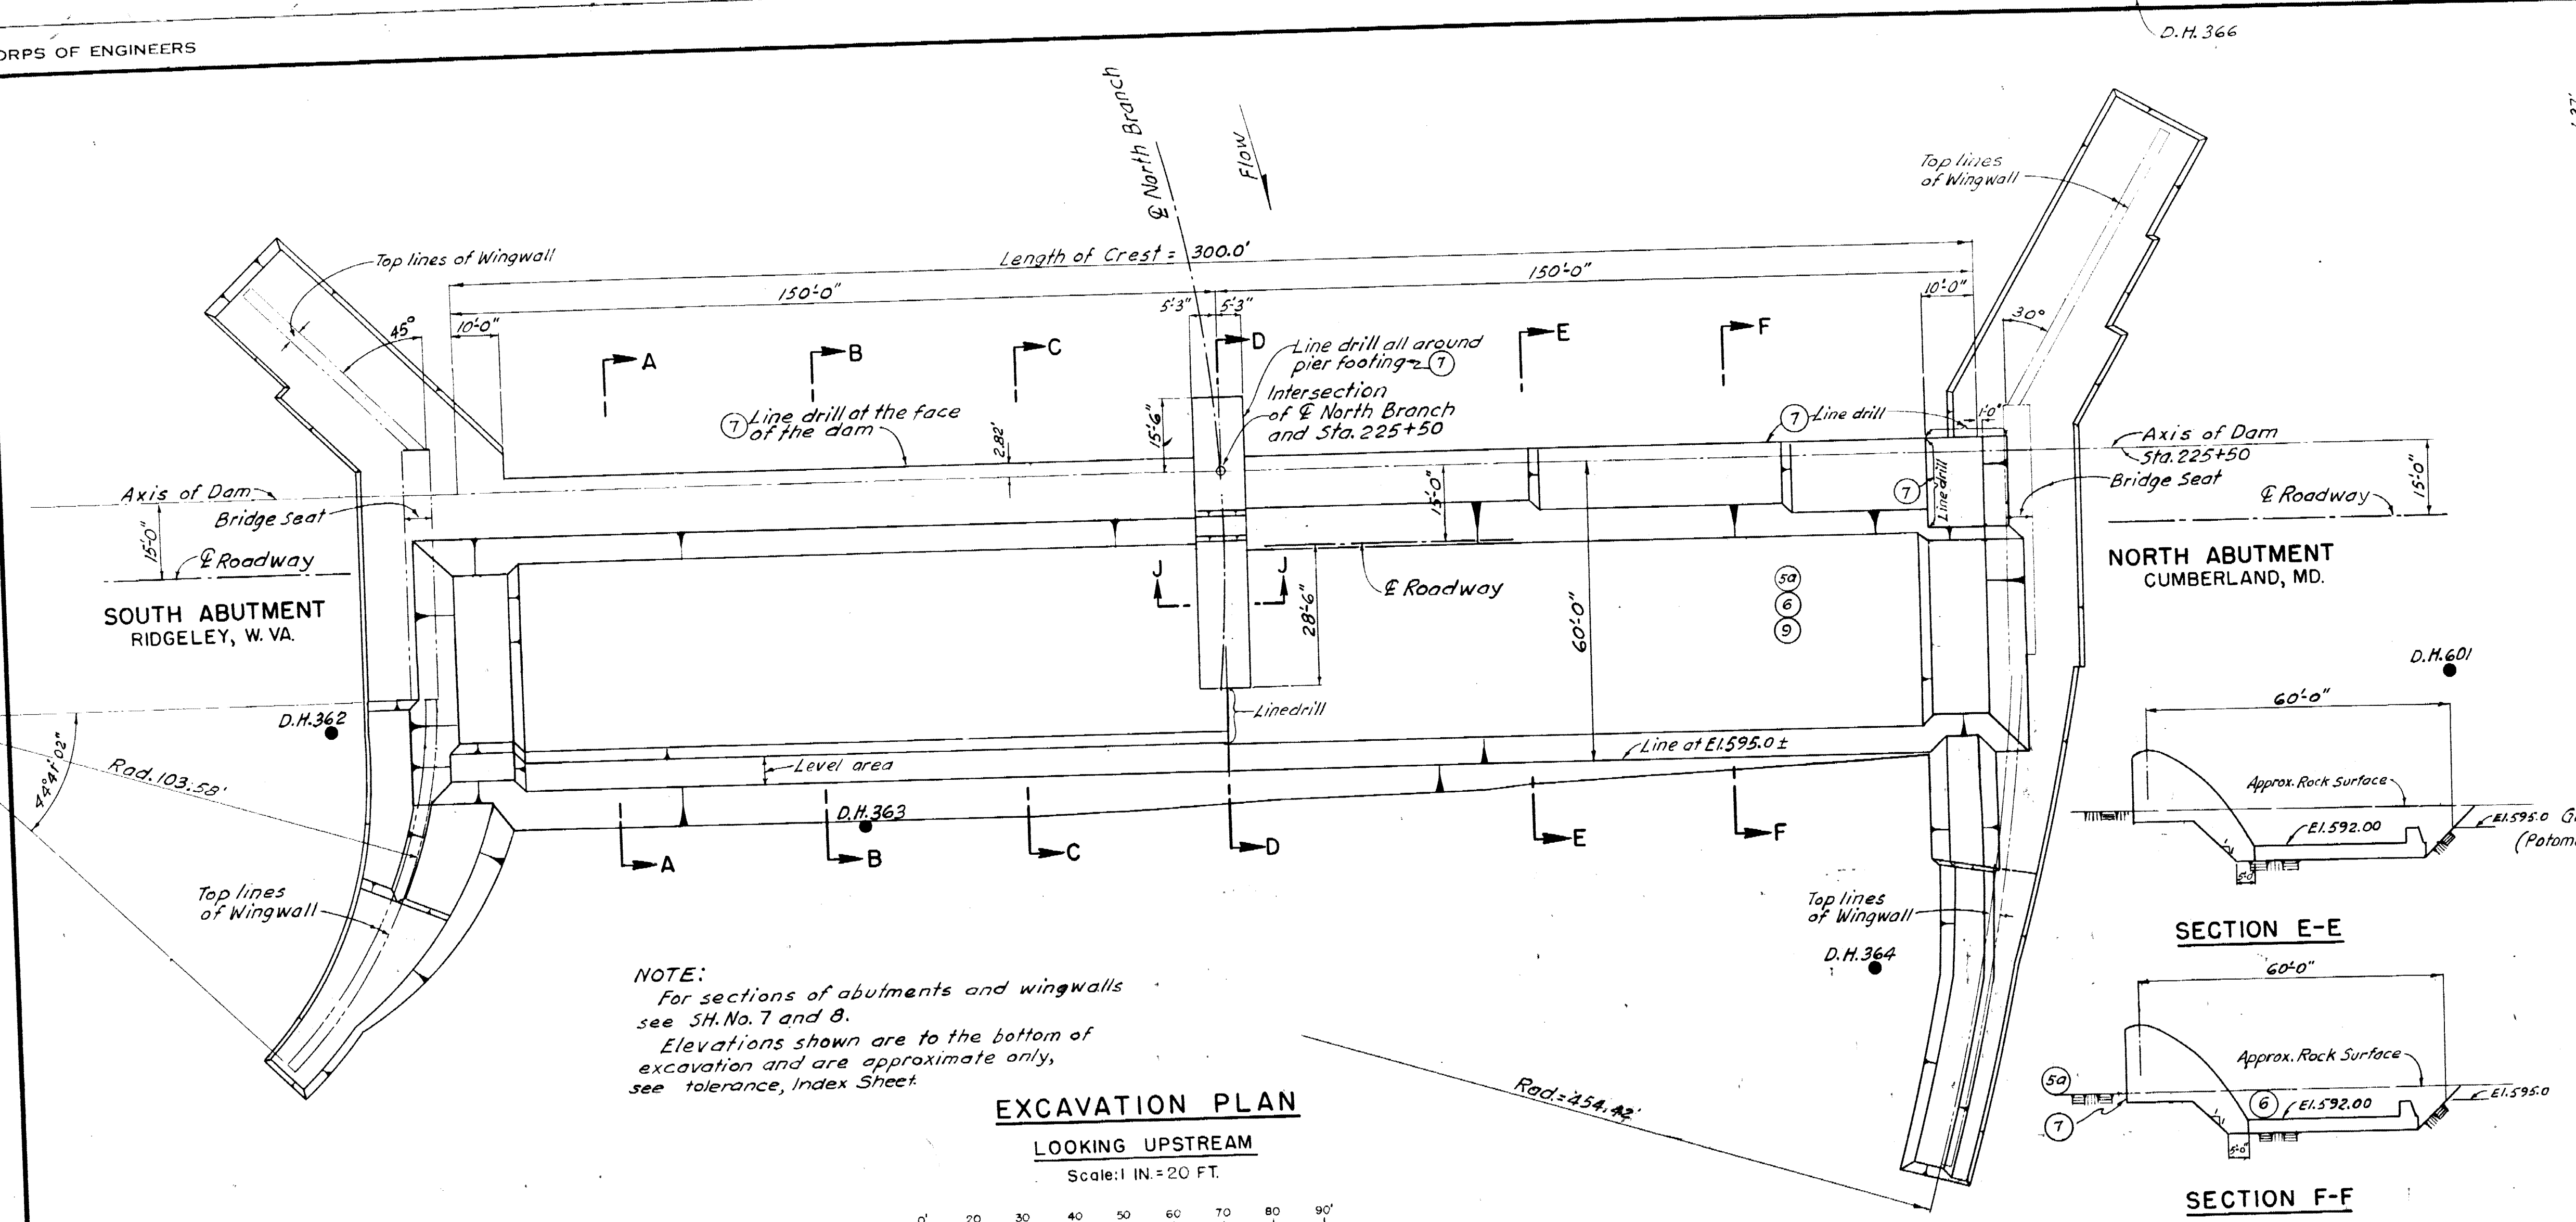 CORPS OF ENGINEERS
D.H. 366
℄ North Branch
Flow
Top lines
of Wingwall
Top lines of Wingwall
Length of Crest = 300.0'
150'-0"
150'-0"
5'-3"
5'-3"
10'-0"
10'-0"
45°
30°
A
B
C
D
E
F
Line drill all around
pier footing 7
Intersection
of ℄ North Branch
and Sta. 225+50
7 Line drill at the face
of the dam
2.82'
15'-6"
7 Line drill
1'-0"
Axis of Dam
Sta. 225+50
Bridge Seat
15'-0"
℄ Roadway
NORTH ABUTMENT
CUMBERLAND, MD.
7
Line drill
Axis of Dam
Bridge Seat
15'-0"
℄ Roadway
SOUTH ABUTMENT
RIDGELEY, W. VA.
15'-0"
J
J
28'-6"
℄ Roadway
60'-0"
5a
6
9
D.H. 601
D.H. 362
44°41'02"
Rad. 103.58'
Line drill
Line at El. 595.0 ±
Level area
D.H. 363
A
B
C
D
E
F
60'-0"
Approx. Rock Surface
El. 592.00
El. 595.0
5'-0"
SECTION E-E
Top lines
of Wingwall
Top lines
of Wingwall
D.H. 364
NOTE:
For sections of abutments and wingwalls
see SH. No. 7 and 8.
Elevations shown are to the bottom of
excavation and are approximate only,
see tolerance, Index Sheet.
EXCAVATION PLAN
LOOKING UPSTREAM
Scale: 1 IN. = 20 FT.
0' 20 30 40 50 60 70 80 90'
Rad. = 454.42'
60'-0"
Approx. Rock Surface
5a
7
6
El. 592.00
El. 595.0
5'-0"
SECTION F-F